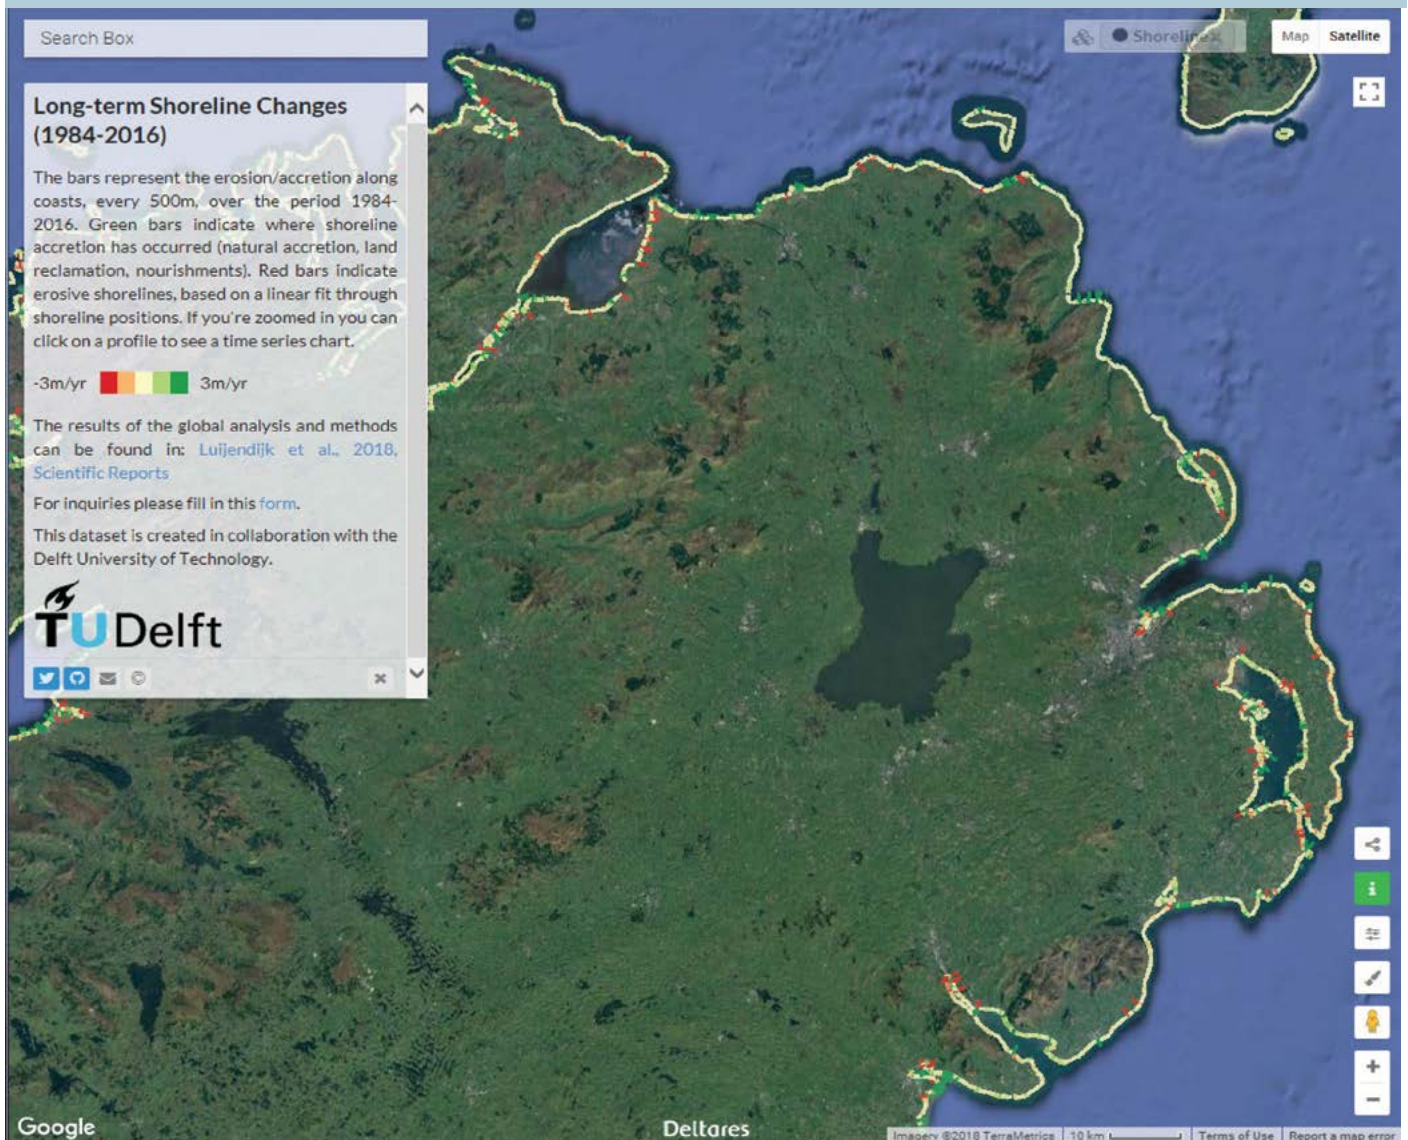 Search Box
Shoreline
Map Satellite
Long-term Shoreline Changes
(1984-2016)
The bars represent the erosion/accretion along
coasts, every 500m, over the period 1984-
2016. Green bars indicate where shoreline
accretion has occurred (natural accretion, land
reclamation, nourishments). Red bars indicate
erosive shorelines, based on a linear fit through
shoreline positions. If you're zoomed in you can
click on a profile to see a time series chart.
-3m/yr 3m/yr
The results of the global analysis and methods
can be found in: Luijendijk et al., 2018,
Scientific Reports
For inquiries please fill in this form.
This dataset is created in collaboration with the
Delft University of Technology.
TU Delft
Google
Deltares
Imagery ©2018 TerraMetrics 10 km Terms of Use Report a map error